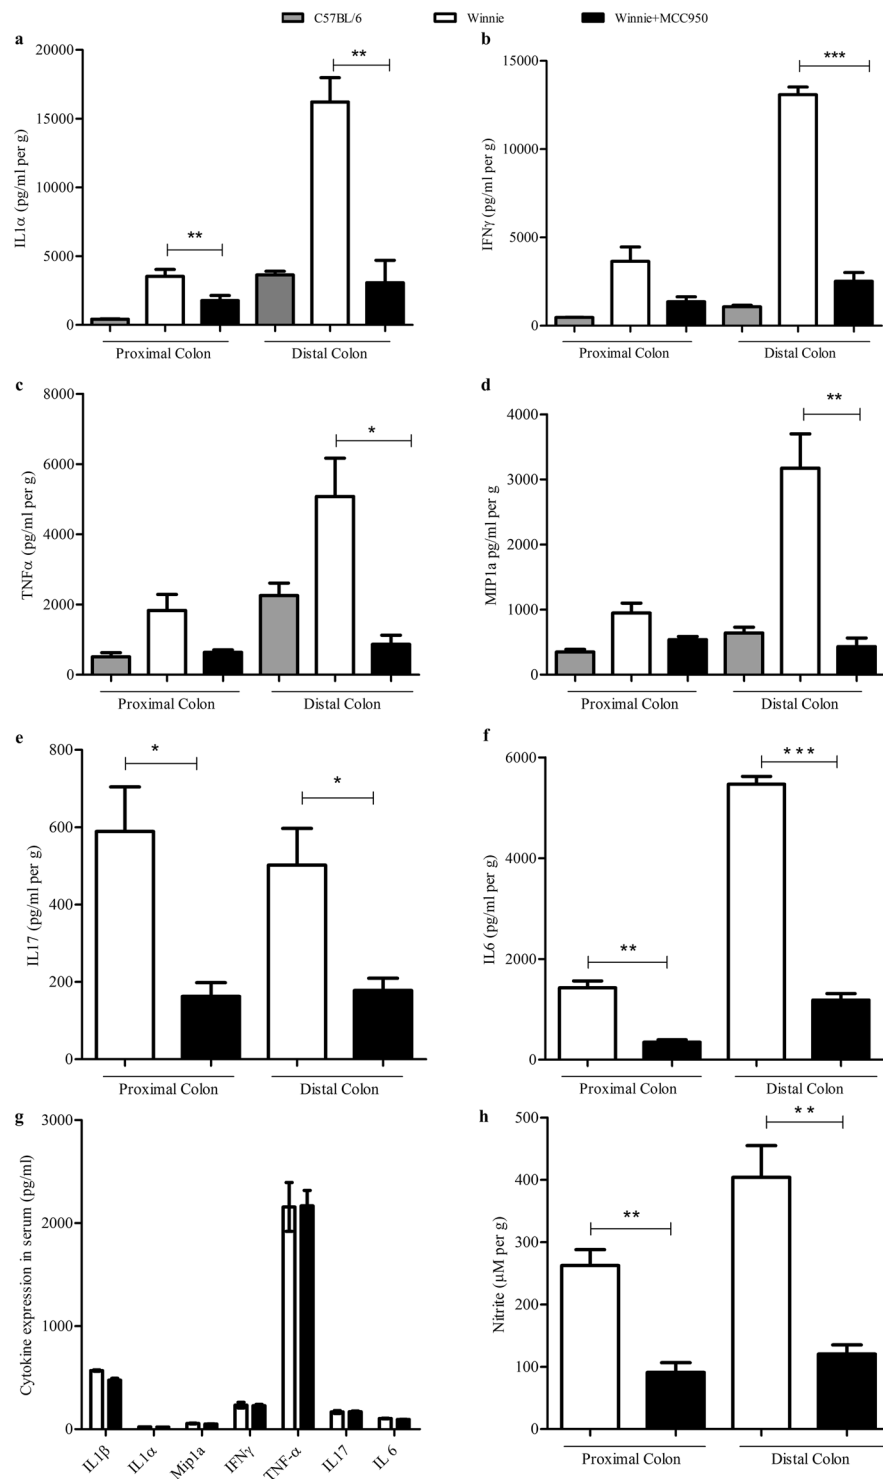 C57BL/6 Winnie Winnie+MCC950
a
IL1α (pg/ml per g)
20000
15000
10000
5000
0
**
**
Proximal Colon Distal Colon
b
IFNγ (pg/ml per g)
15000
10000
5000
0
***
Proximal Colon Distal Colon
c
TNFα (pg/ml per g)
8000
6000
4000
2000
0
*
Proximal Colon Distal Colon
d
MIP1a pg/ml per g
4000
3000
2000
1000
0
**
Proximal Colon Distal Colon
e
IL17 (pg/ml per g)
800
600
400
200
0
*
*
Proximal Colon Distal Colon
f
IL6 (pg/ml per g)
6000
4000
2000
0
**
***
Proximal Colon Distal Colon
g
Cytokine expression in serum (pg/ml)
3000
2000
1000
0
IL1β IL1α Mip1a IFNγ TNF-α IL17 IL 6
h
Nitrite (µM per g)
500
400
300
200
100
0
**
**
Proximal Colon Distal Colon